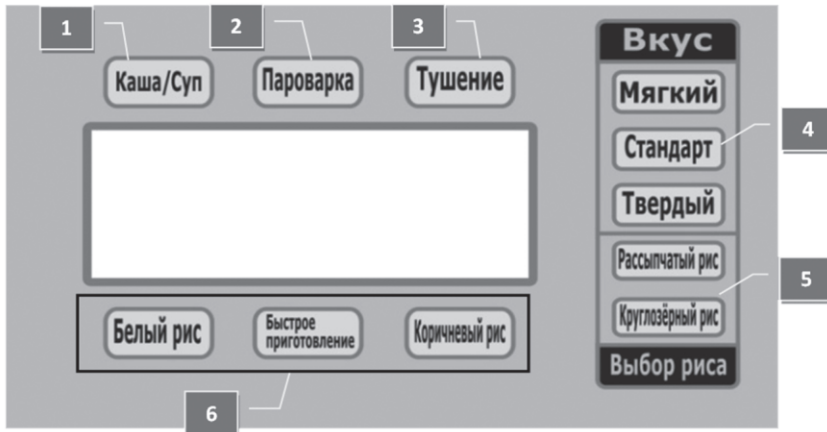 1
2
3
Каша/Суп
Пароварка
Тушение
Вкус
Мягкий
Стандарт
4
Твердый
Рассыпчатый рис
5
Круглозёрный рис
Выбор риса
Белый рис
Быстрое
приготовление
Коричневый рис
6